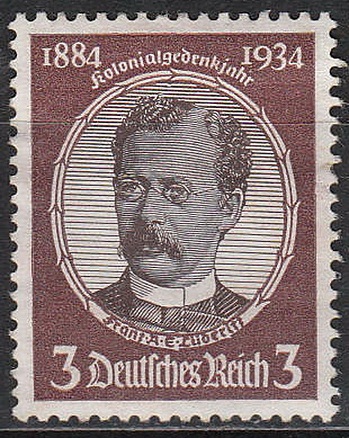 1884 1934
Kolonialgedenkjahr
Franz A. E. Lüderitz
3 Deutsches Reich 3